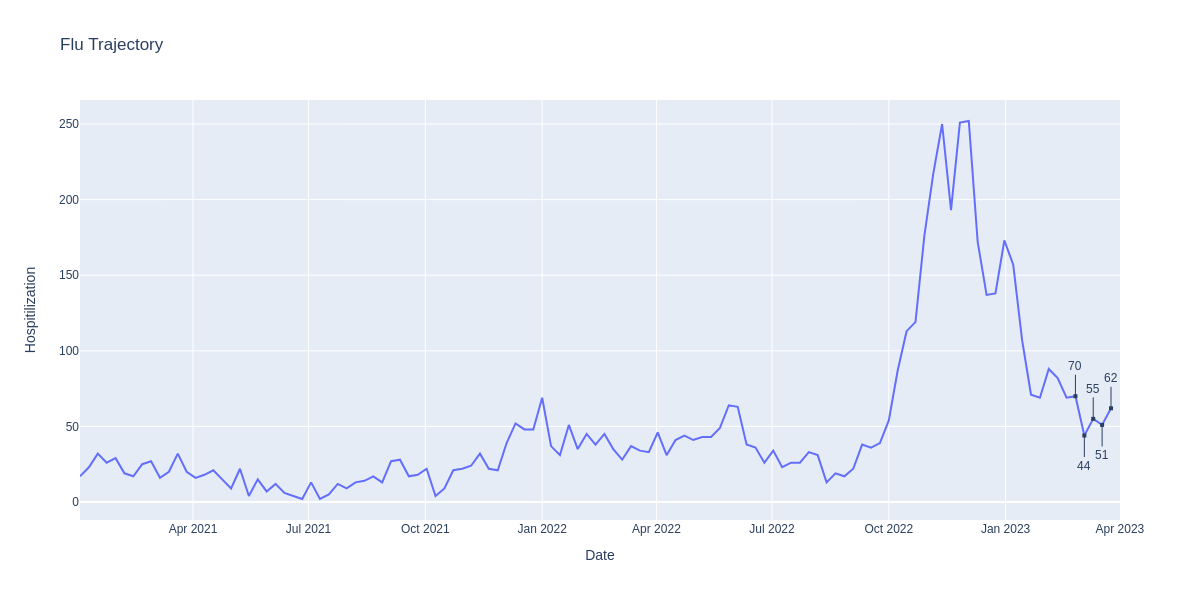 Flu Trajectory
Hospitilization
250
200
150
100
50
0
70
62
55
51
44
Apr 2021
Jul 2021
Oct 2021
Jan 2022
Apr 2022
Jul 2022
Oct 2022
Jan 2023
Apr 2023
Date